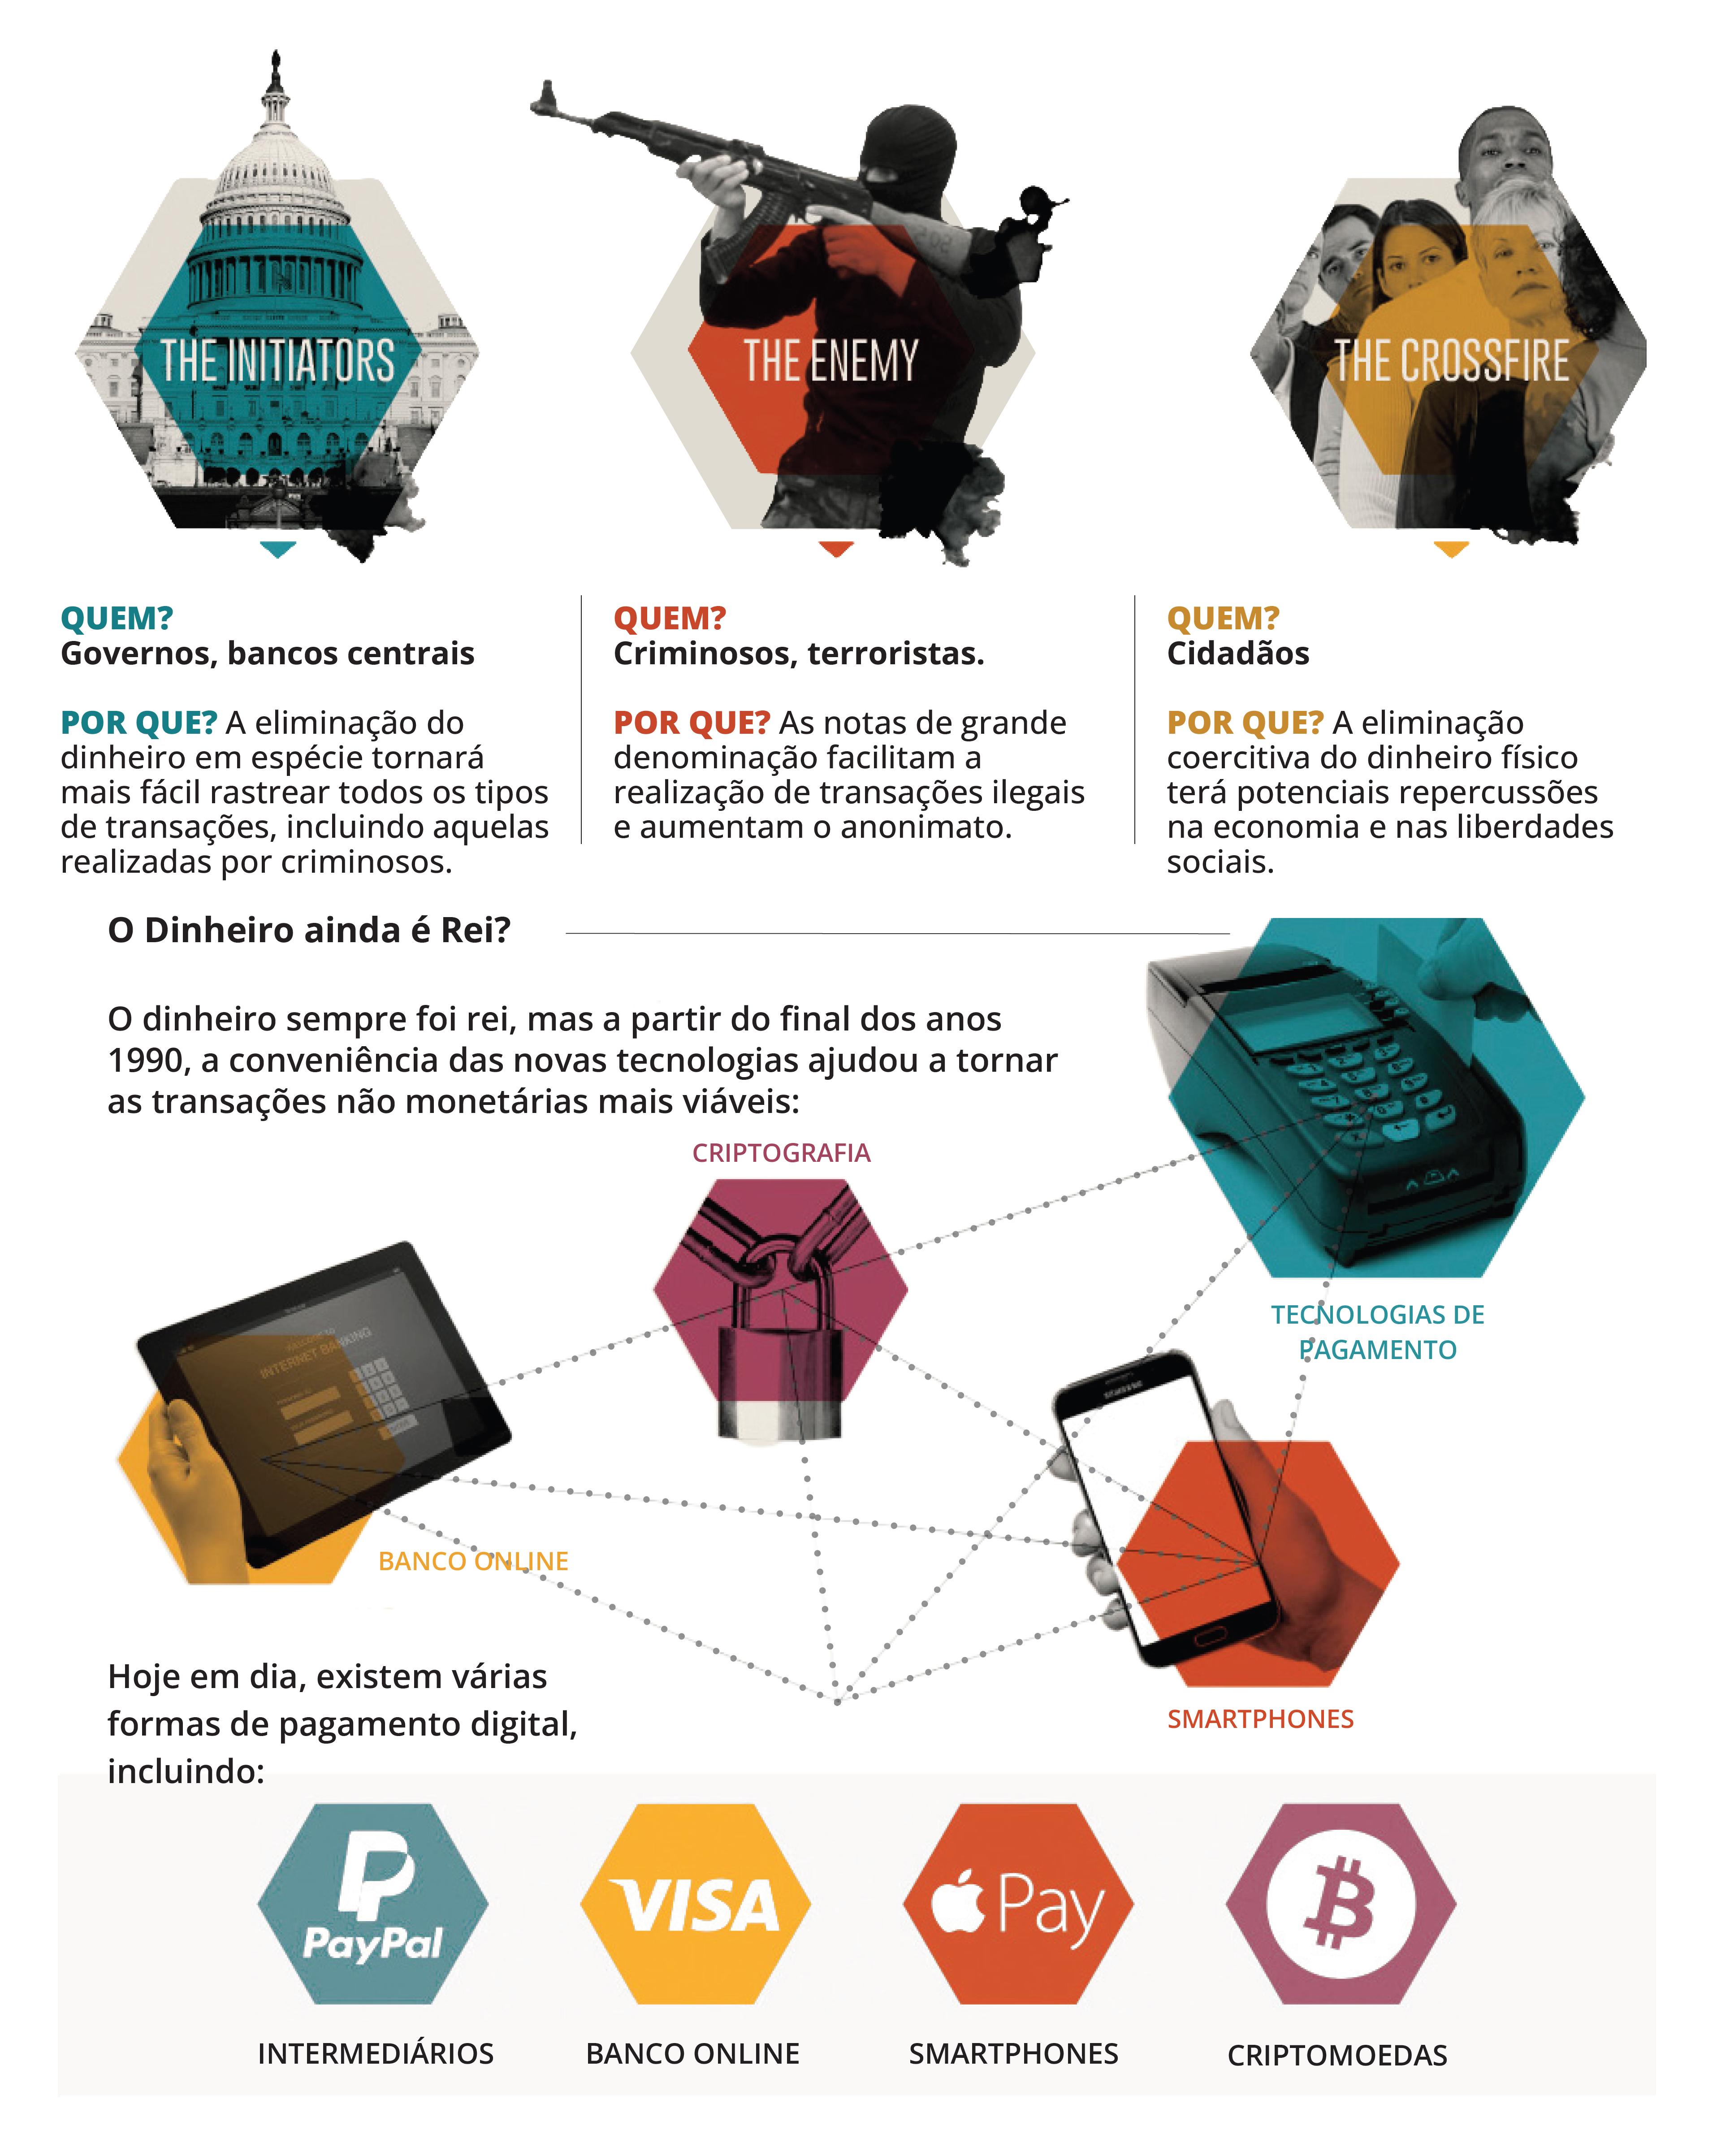 THE INITIATORS
THE ENEMY
THE CROSSFIRE
QUEM?
Governos, bancos centrais
POR QUE? A eliminação do
dinheiro em espécie tornará
mais fácil rastrear todos os tipos
de transações, incluindo aquelas
realizadas por criminosos.
QUEM?
Criminosos, terroristas.
POR QUE? As notas de grande
denominação facilitam a
realização de transações ilegais
e aumentam o anonimato.
QUEM?
Cidadãos
POR QUE? A eliminação
coercitiva do dinheiro físico
terá potenciais repercussões
na economia e nas liberdades
sociais.
O Dinheiro ainda é Rei?
O dinheiro sempre foi rei, mas a partir do final dos anos
1990, a conveniência das novas tecnologias ajudou a tornar
as transações não monetárias mais viáveis:
CRIPTOGRAFIA
TECNOLOGIAS DE
PAGAMENTO
INTERNET BANKING
BANCO ONLINE
SMARTPHONES
Hoje em dia, existem várias
formas de pagamento digital,
incluindo:
PayPal
VISA
Pay
INTERMEDIÁRIOS
BANCO ONLINE
SMARTPHONES
CRIPTOMOEDAS